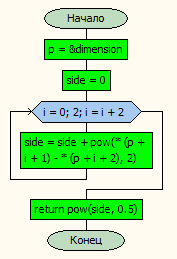 Начало
p = &dimension
side = 0
i = 0; 2; i = i + 2
side = side + pow(* (p +
i + 1) - * (p + i + 2), 2)
return pow(side, 0.5)
Конец